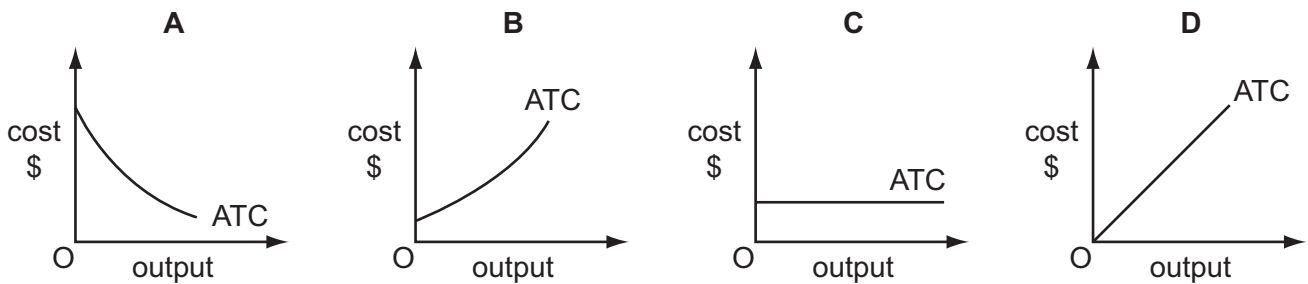 A
cost
$
ATC
O
output
B
cost
$
ATC
O
output
C
cost
$
ATC
O
output
D
cost
$
ATC
O
output